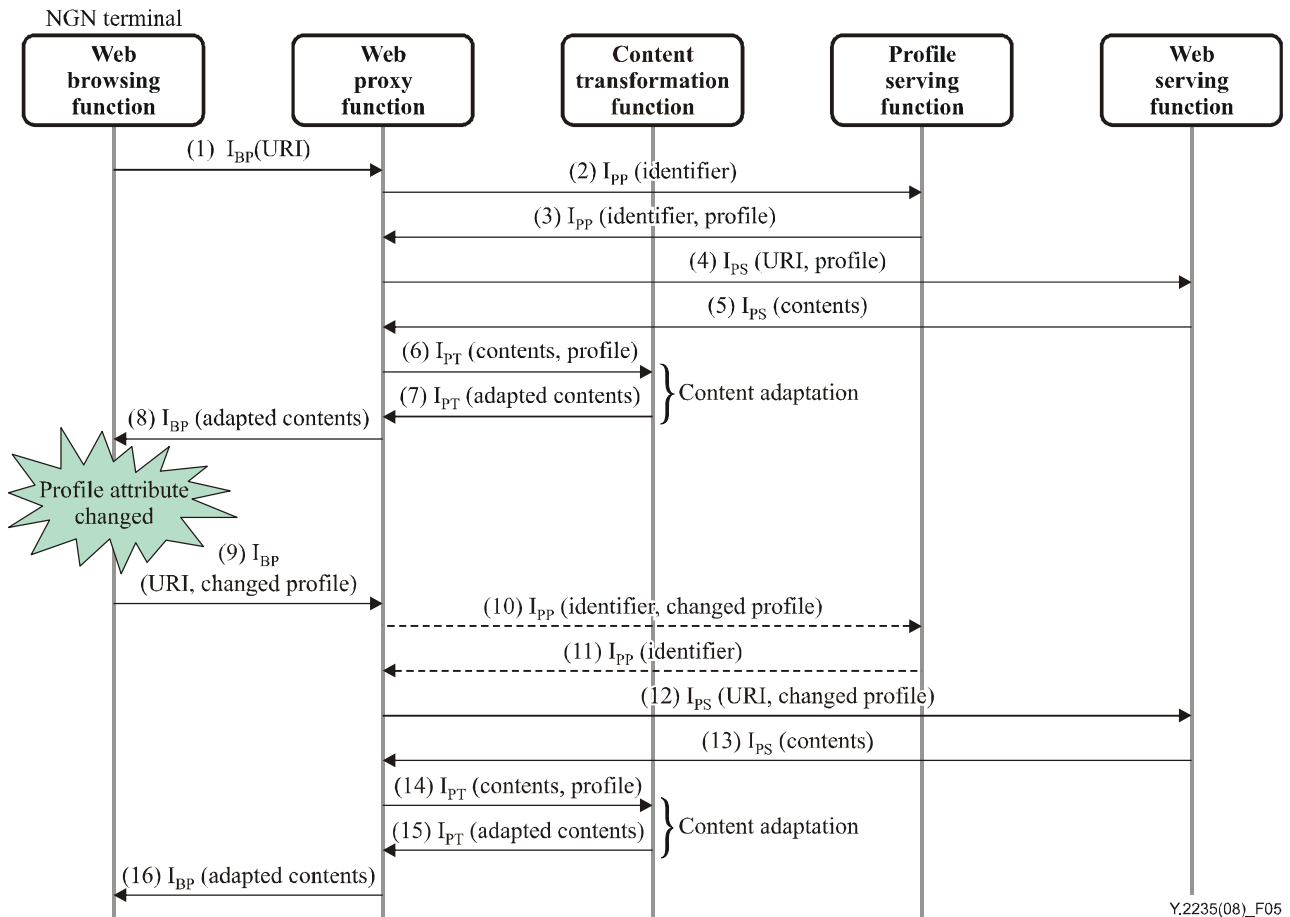 NGN terminal
Web
browsing
function
Web
proxy
function
Content
transformation
function
Profile
serving
function
Web
serving
function
(1) IBP(URI)
(2) IPP (identifier)
(3) IPP (identifier, profile)
(4) IPS (URI, profile)
(5) IPS (contents)
(6) IPT (contents, profile)
(7) IPT (adapted contents)
Content adaptation
(8) IBP (adapted contents)
Profile attribute
changed
(9) IBP
(URI, changed profile)
(10) IPP (identifier, changed profile)
(11) IPP (identifier)
(12) IPS (URI, changed profile)
(13) IPS (contents)
(14) IPT (contents, profile)
(15) IPT (adapted contents)
Content adaptation
(16) IBP (adapted contents)
Y.2235(08)_F05